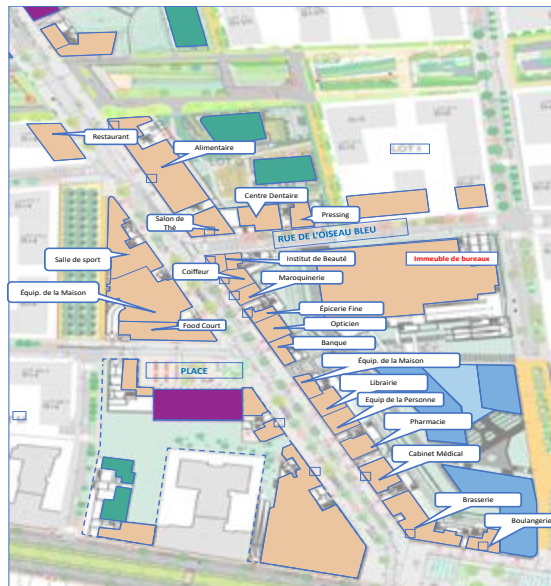 Restaurant
Alimentaire
LOT
Centre Dentaire
Salon de
Thé
Pressing
RUE DE L'OISEAU BLEU
Salle de sport
Institut de Beauté
Immeuble de bureaux
Coiffeur
Maroquinerie
Équip. de la Maison
Épicerie Fine
Food Court
Opticien
Banque
PLACE
Équip. de la Maison
Librairie
Equip de la Personne
Pharmacie
Cabinet Médical
Brasserie
Boulangerie